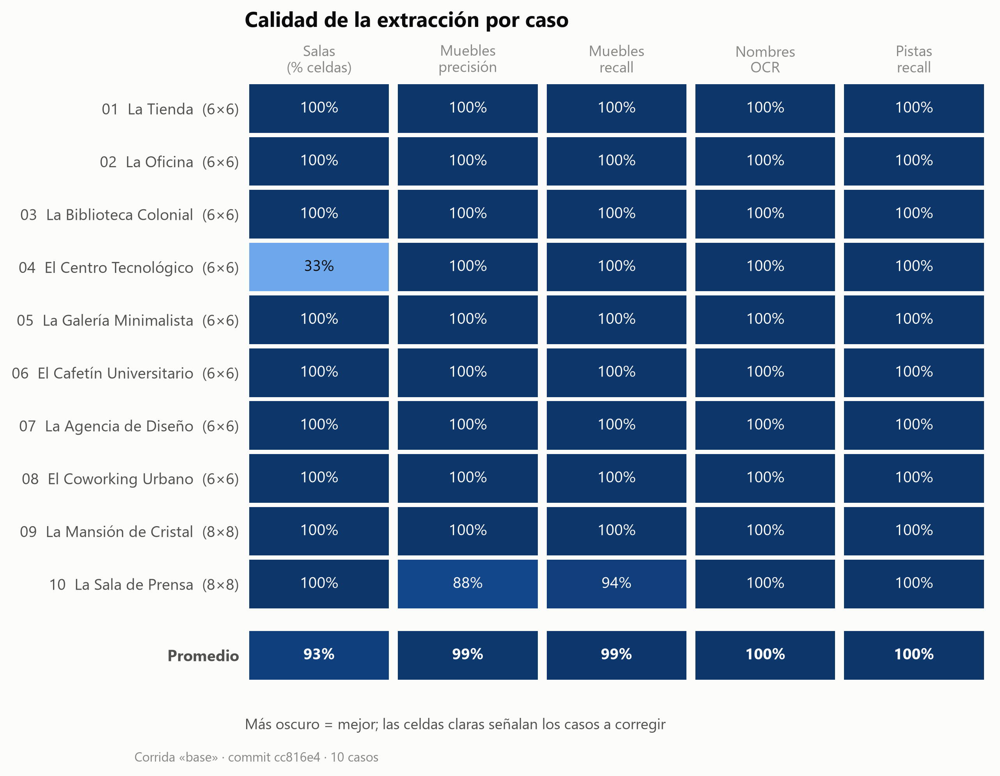 Calidad de la extracción por caso
Salas Muebles Muebles Nombres Pistas
(% celdas) precisión recall OCR recall
01 La Tienda (6×6) 100% 100% 100% 100% 100%
02 La Oficina (6×6) 100% 100% 100% 100% 100%
03 La Biblioteca Colonial (6×6) 100% 100% 100% 100% 100%
04 El Centro Tecnológico (6×6) 33% 100% 100% 100% 100%
05 La Galería Minimalista (6×6) 100% 100% 100% 100% 100%
06 El Cafetín Universitario (6×6) 100% 100% 100% 100% 100%
07 La Agencia de Diseño (6×6) 100% 100% 100% 100% 100%
08 El Coworking Urbano (6×6) 100% 100% 100% 100% 100%
09 La Mansión de Cristal (8×8) 100% 100% 100% 100% 100%
10 La Sala de Prensa (8×8) 100% 88% 94% 100% 100%
Promedio 93% 99% 99% 100% 100%
Más oscuro = mejor; las celdas claras señalan los casos a corregir
Corrida «base» · commit cc816e4 · 10 casos